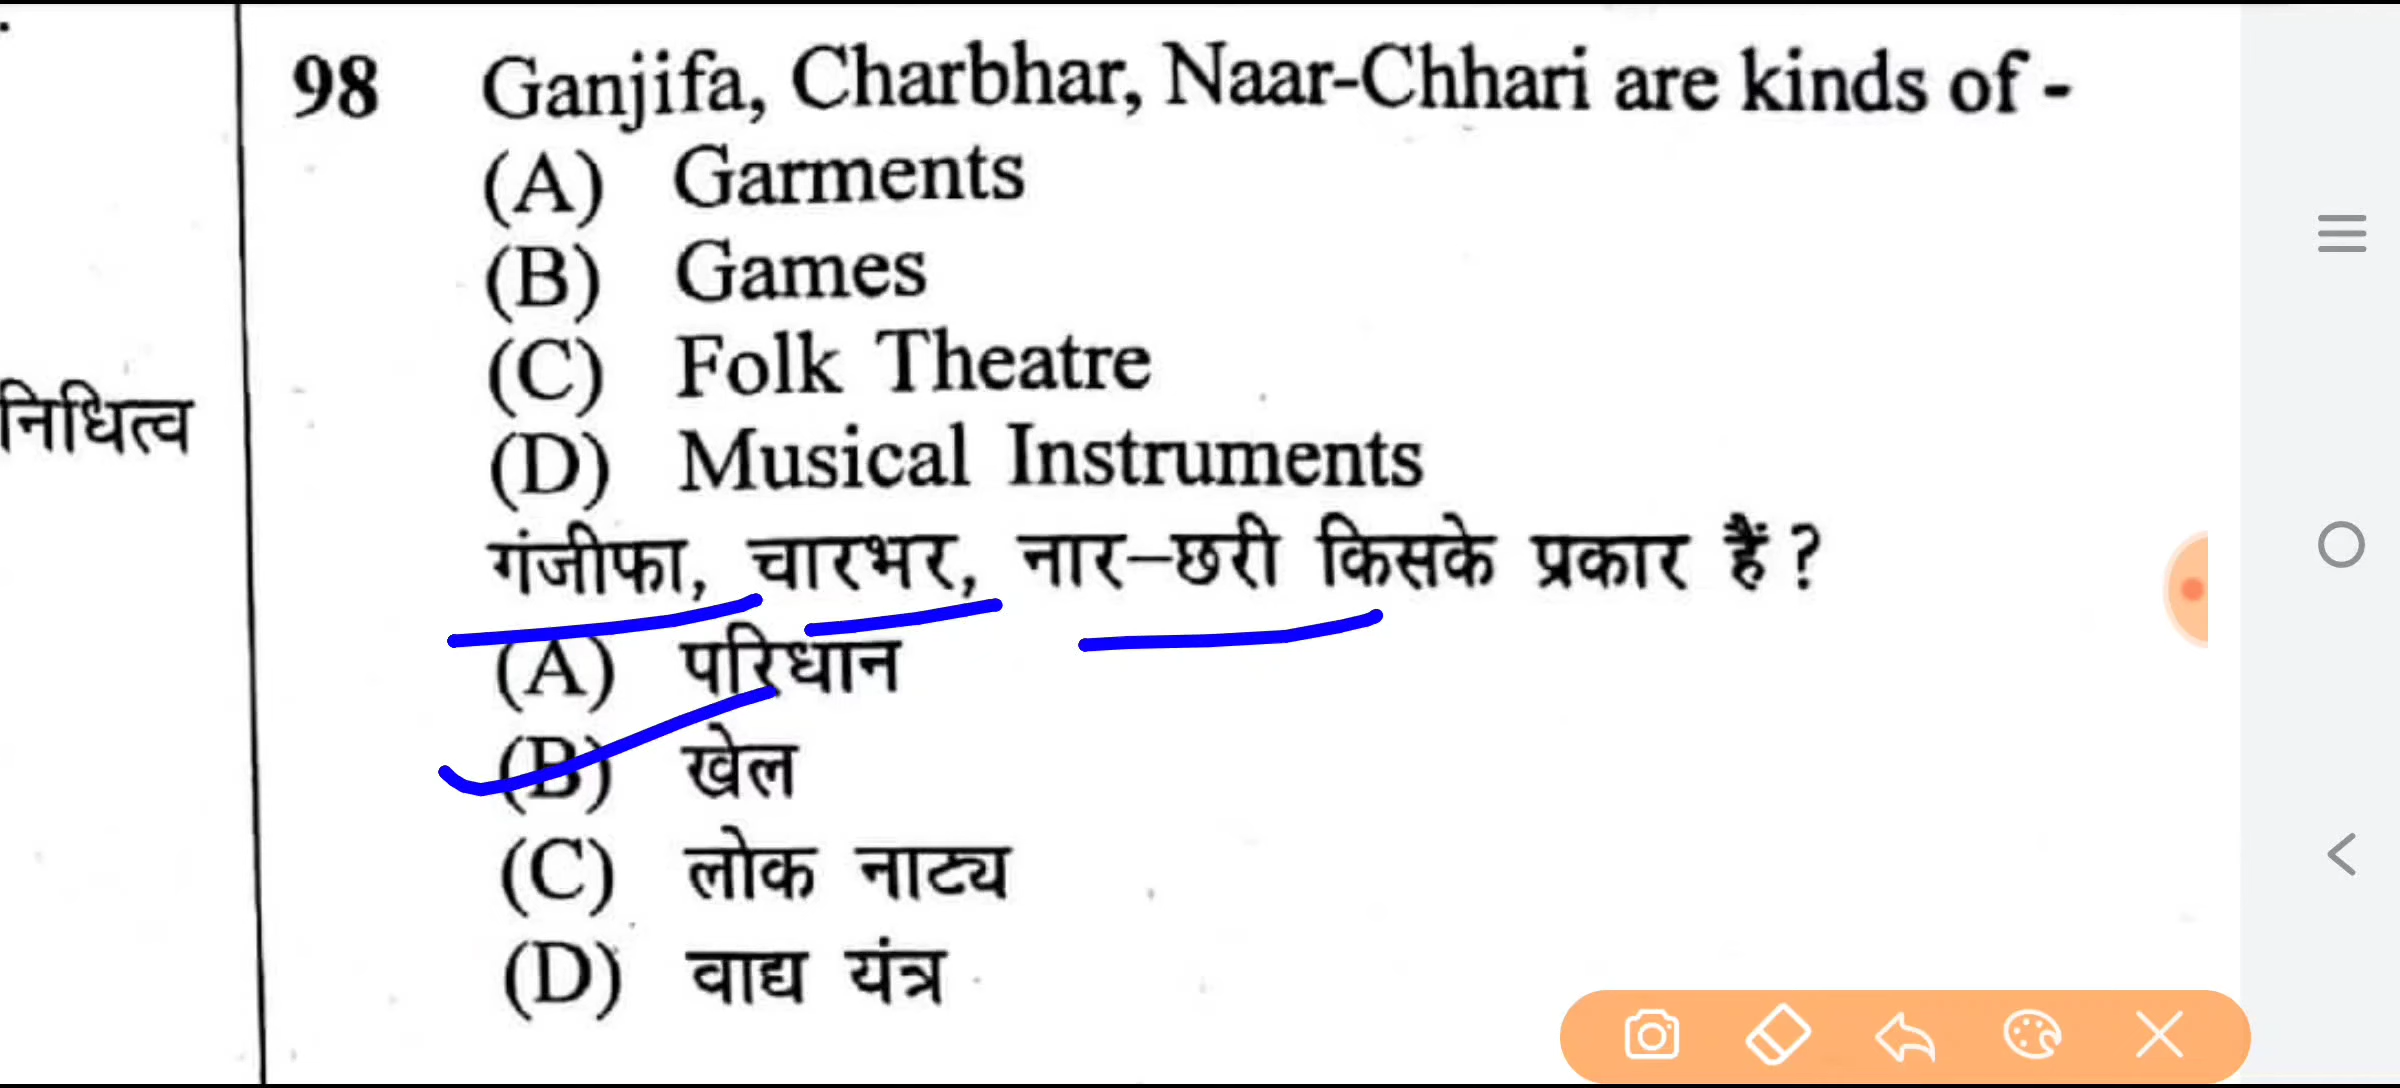 98 Ganjifa, Charbhar, Naar-Chhari are kinds of -
(A) Garments
(B) Games
(C) Folk Theatre
(D) Musical Instruments
निधित्व
गंजीफा, चारभर, नार-छरी किसके प्रकार हैं ?
(A) परिधान
(B) खेल
(C) लोक नाट्य
(D) वाद्य यंत्र